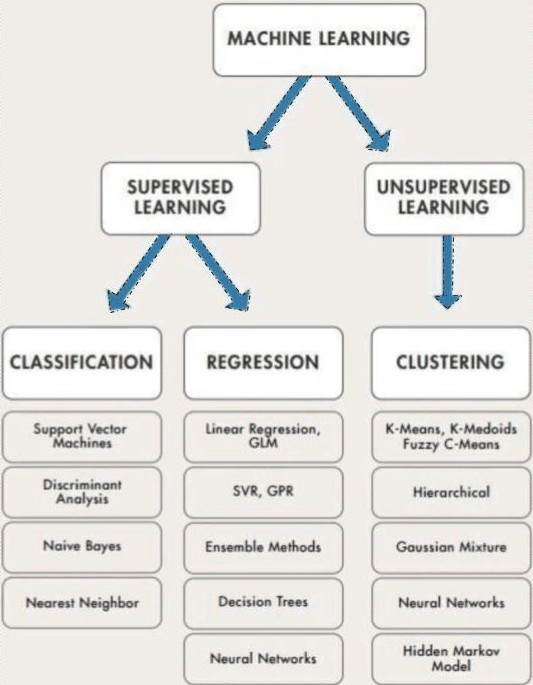 MACHINE LEARNING
SUPERVISED
LEARNING
UNSUPERVISED
LEARNING
CLASSIFICATION
Support Vector
Machines
Discriminant
Analysis
Naive Bayes
Nearest Neighbor
REGRESSION
Linear Regression,
GLM
SVR, GPR
Ensemble Methods
Decision Trees
Neural Networks
CLUSTERING
K-Means, K-Medoids
Fuzzy C-Means
Hierarchical
Gaussian Mixture
Neural Networks
Hidden Markov
Model